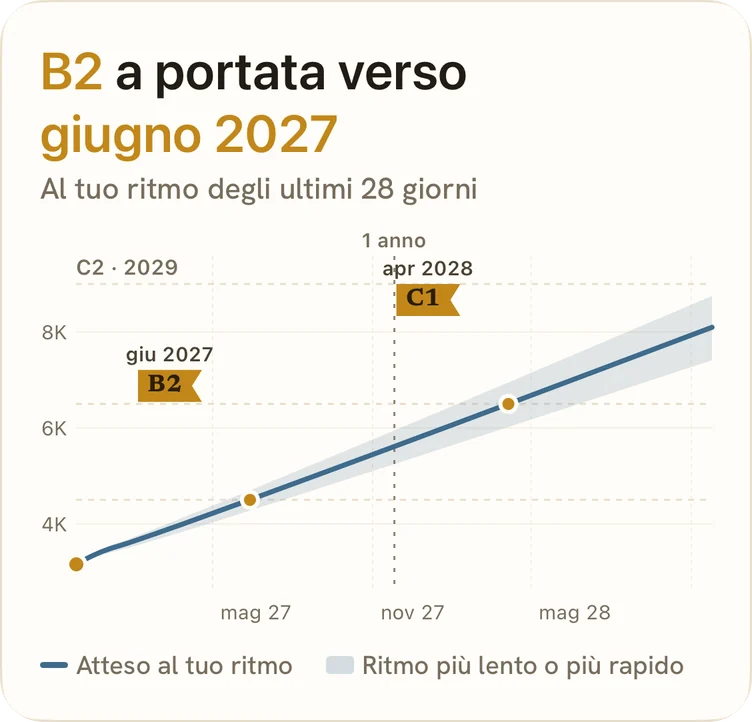 B2 a portata verso
giugno 2027
Al tuo ritmo degli ultimi 28 giorni
1 anno
C2 · 2029
apr 2028
C1
8K
giu 2027
B2
6K
4K
mag 27
nov 27
mag 28
Atteso al tuo ritmo
Ritmo più lento o più rapido